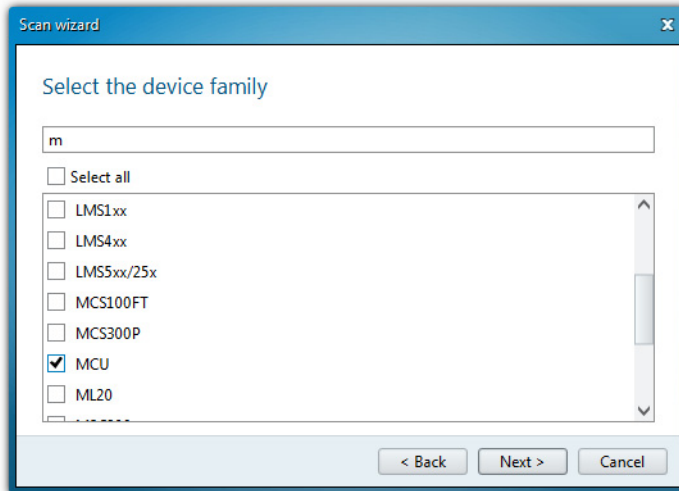 Scan wizard
Select the device family
m
Select all
LMS1xx
LMS4xx
LMS5xx/25x
MCS100FT
MCS300P
MCU
ML20
< Back Next > Cancel